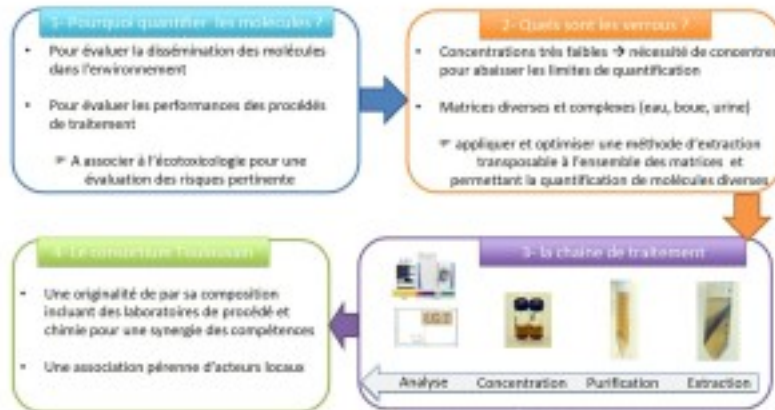 1- Pourquoi quantifier les molécules ?
• Pour évaluer la dissémination des molécules
dans l'environnement
• Pour évaluer les performances des procédés
de traitement
☞ A associer à l'écotoxicologie pour une
évaluation des risques pertinente
2- Quels sont les verrous ?
• Concentrations très faibles → nécessité de concentrer
pour abaisser les limites de quantification
• Matrices diverses et complexes (eau, boue, urine)
☞ appliquer et optimiser une méthode d'extraction
transposable à l'ensemble des matrices et
permettant la quantification de molécules diverses
3- la chaine de traitement
Analyse Concentration Purification Extraction
4- Le consortium Toulousain
• Une originalité de par sa composition
incluant des laboratoires de procédé et
chimie pour une synergie des compétences
• Une association pérenne d'acteurs locaux